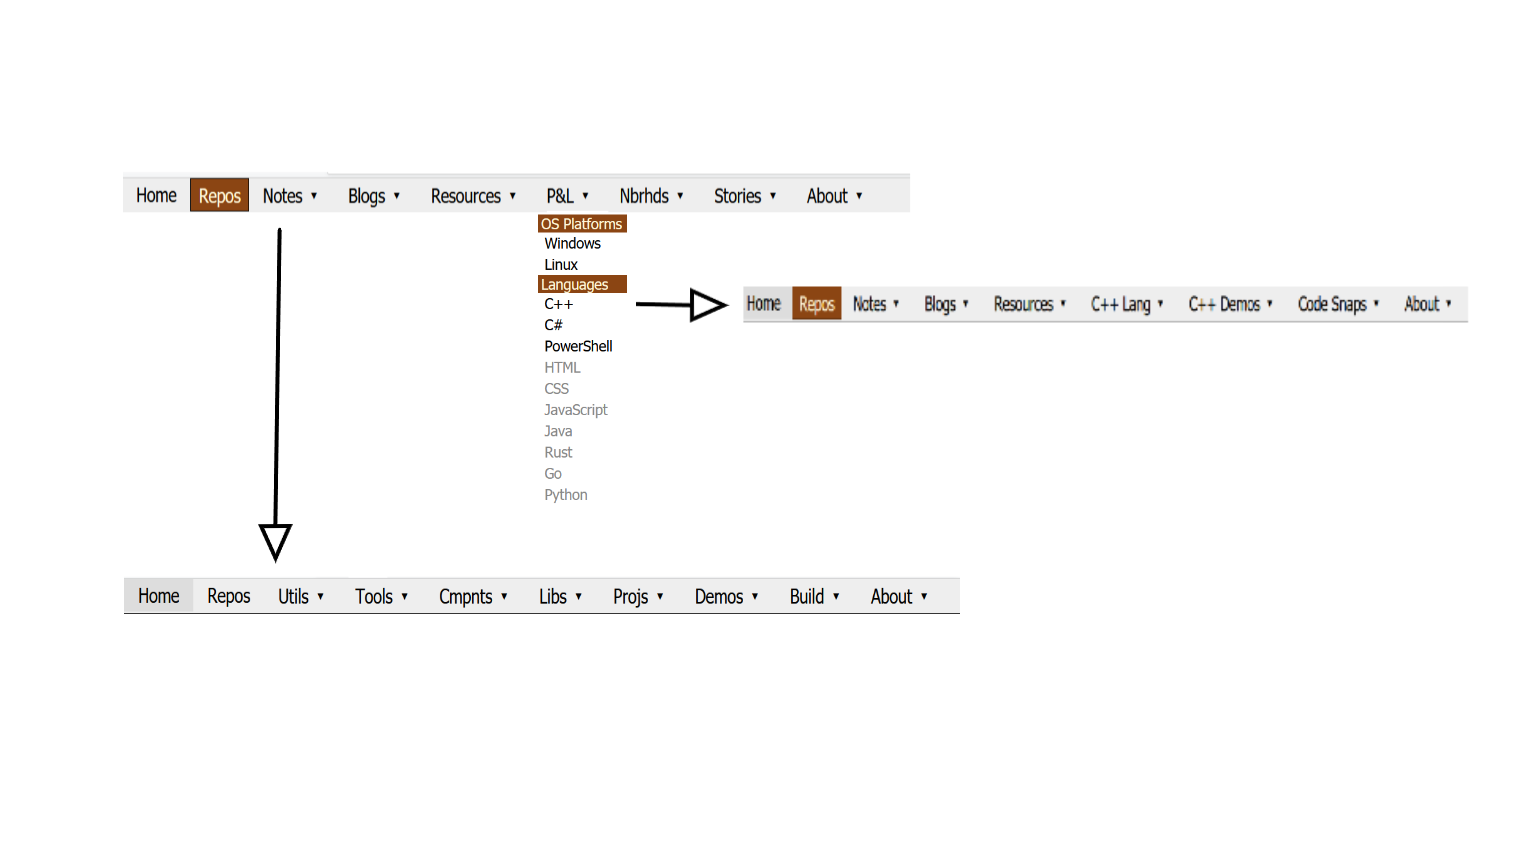 Home Repos Notes ▼ Blogs ▼ Resources ▼ P&L ▼ Nbrhds ▼ Stories ▼ About ▼
OS Platforms
Windows
Linux
Languages
C++
C#
PowerShell
HTML
CSS
JavaScript
Java
Rust
Go
Python
Home Repos Notes ▼ Blogs ▼ Resources ▼ C++ Lang ▼ C++ Demos ▼ Code Snaps ▼ About ▼
Home Repos Utils ▼ Tools ▼ Cmpnts ▼ Libs ▼ Projs ▼ Demos ▼ Build ▼ About ▼